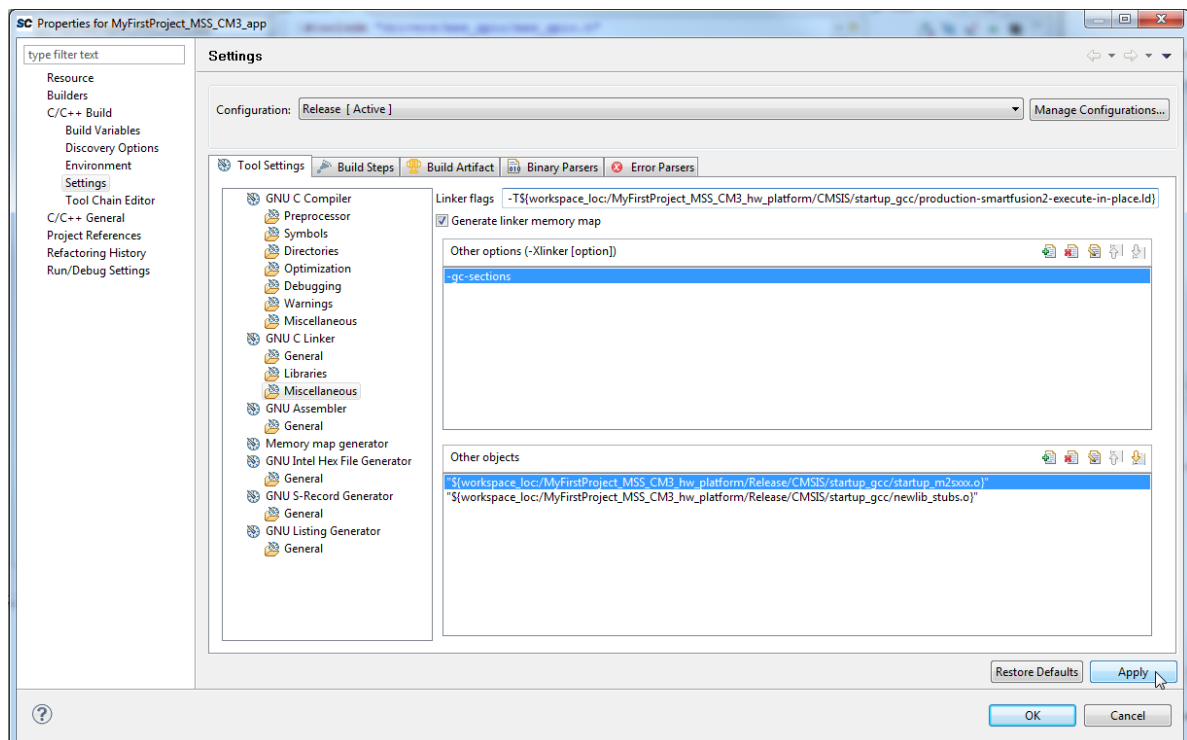 SC Properties for MyFirstProject_MSS_CM3_app
type filter text
Resource
Builders
C/C++ Build
Build Variables
Discovery Options
Environment
Settings
Tool Chain Editor
C/C++ General
Project References
Refactoring History
Run/Debug Settings
Settings
Configuration: Release [ Active ]
Manage Configurations...
Tool Settings Build Steps Build Artifact Binary Parsers Error Parsers
GNU C Compiler
Preprocessor
Symbols
Directories
Optimization
Debugging
Warnings
Miscellaneous
GNU C Linker
General
Libraries
Miscellaneous
GNU Assembler
General
Memory map generator
GNU Intel Hex File Generator
General
GNU S-Record Generator
General
GNU Listing Generator
General
Linker flags -T${workspace_loc:/MyFirstProject_MSS_CM3_hw_platform/CMSIS/startup_gcc/production-smartfusion2-execute-in-place.ld}
Generate linker memory map
Other options (-Xlinker [option])
-gc-sections
Other objects
"${workspace_loc:/MyFirstProject_MSS_CM3_hw_platform/Release/CMSIS/startup_gcc/startup_m2sxxx.o}"
"${workspace_loc:/MyFirstProject_MSS_CM3_hw_platform/Release/CMSIS/startup_gcc/newlib_stubs.o}"
Restore Defaults Apply
? OK Cancel